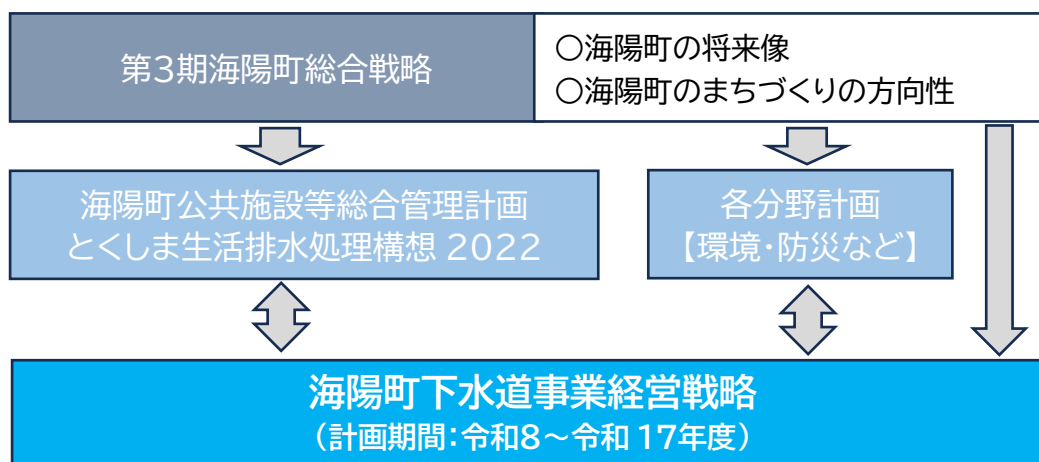 第3期海陽町総合戦略
○海陽町の将来像
○海陽町のまちづくりの方向性
海陽町公共施設等総合管理計画
とくしま生活排水処理構想 2022
各分野計画
【環境・防災など】
海陽町下水道事業経営戦略
（計画期間：令和8～令和 17年度）